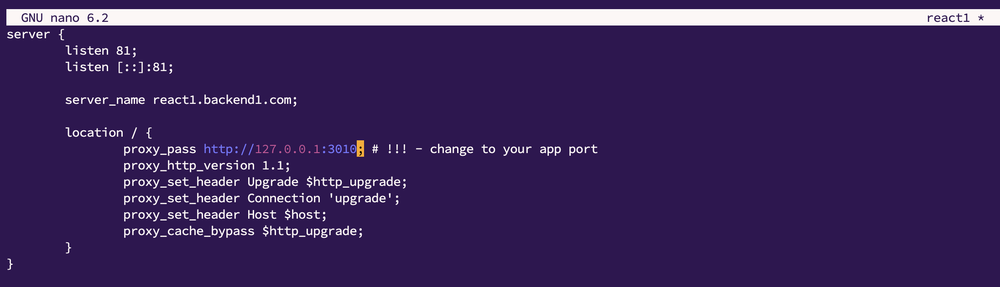 GNU nano 6.2 react1 *
server {
listen 81;
listen [::]:81;
server_name react1.backend1.com;
location / {
proxy_pass http://127.0.0.1:3010; # !!! - change to your app port
proxy_http_version 1.1;
proxy_set_header Upgrade $http_upgrade;
proxy_set_header Connection 'upgrade';
proxy_set_header Host $host;
proxy_cache_bypass $http_upgrade;
}
}